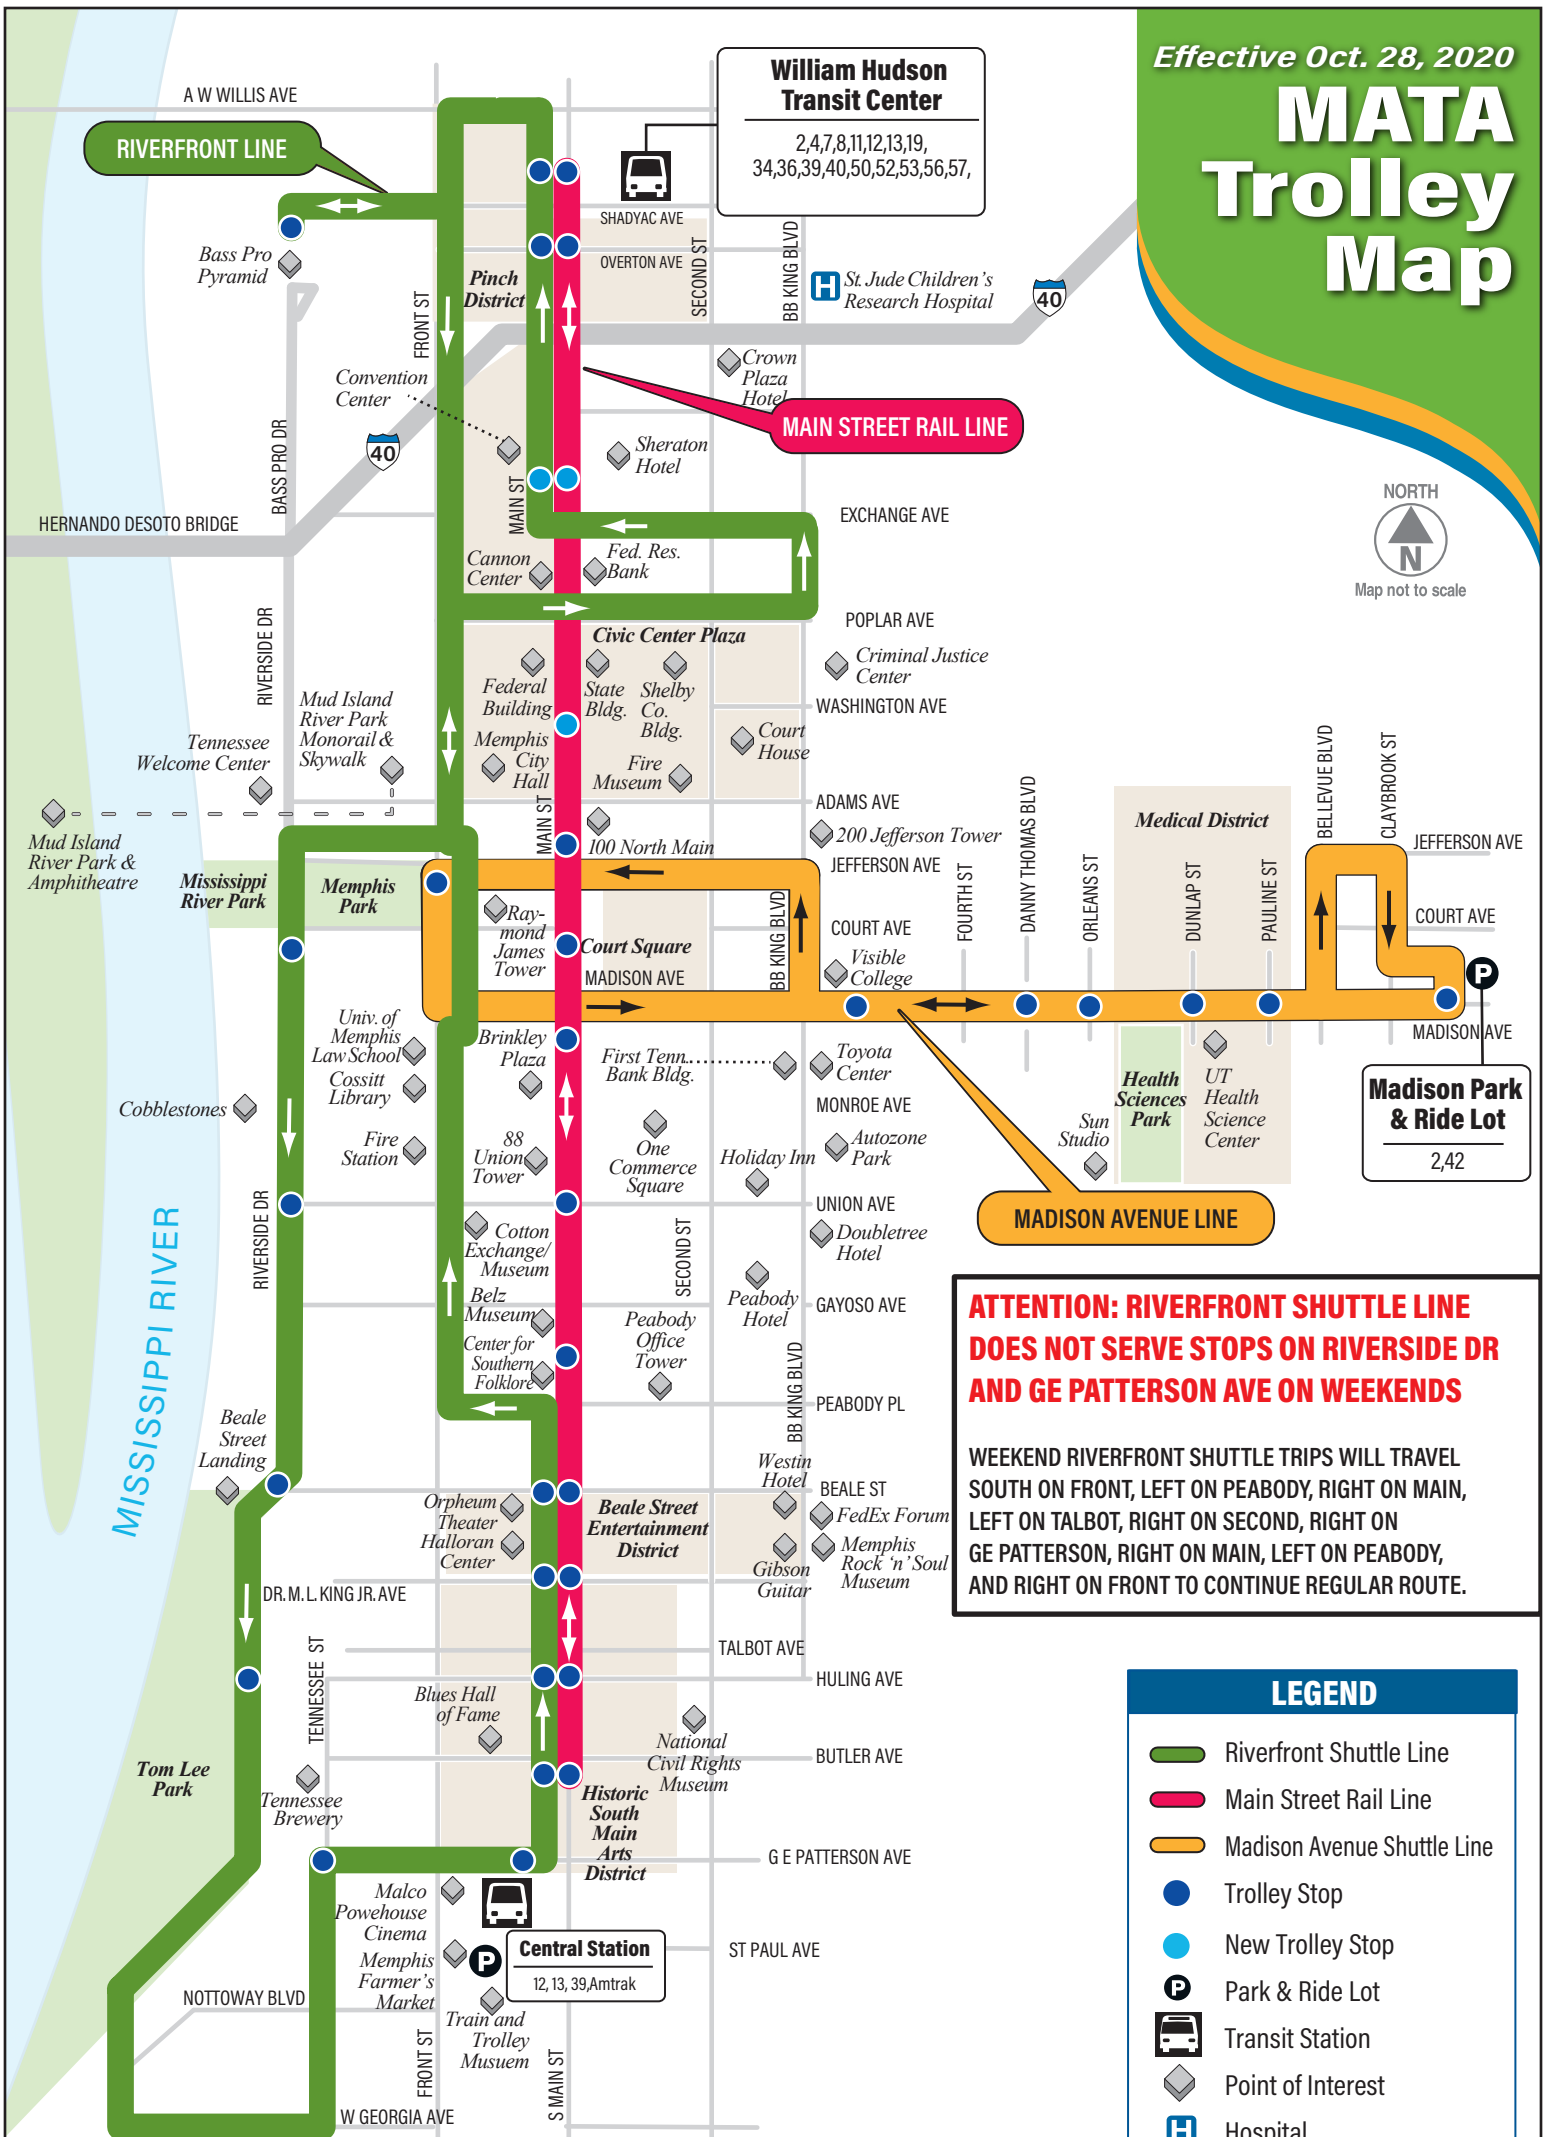 Effective Oct. 28, 2020
MATA
Trolley
Map
William Hudson
Transit Center
2,4,7,8,11,12,13,19,
34,36,39,40,50,52,53,56,57,
A W WILLIS AVE
RIVERFRONT LINE
SHADYAC AVE
OVERTON AVE
SECOND ST
BB KING BLVD
Bass Pro
Pyramid
Pinch
District
FRONT ST
St. Jude Children's
Research Hospital
40
Crown
Plaza
Hotel
Convention
Center
MAIN STREET RAIL LINE
40
BASS PRO DR
Sheraton
Hotel
MAIN ST
NORTH
N
Map not to scale
HERNANDO DESOTO BRIDGE
EXCHANGE AVE
Cannon
Center
Fed. Res.
Bank
POPLAR AVE
RIVERSIDE DR
Civic Center Plaza
Criminal Justice
Center
Federal
Building
State
Bldg.
Shelby
Co.
Bldg.
WASHINGTON AVE
Mud Island
River Park
Monorail &
Skywalk
Tennessee
Welcome Center
Memphis
City
Hall
Fire
Museum
Court
House
BELLEVUE BLVD
CLAYBROOK ST
ADAMS AVE
DANNY THOMAS BLVD
Medical District
MAIN ST
100 North Main
200 Jefferson Tower
JEFFERSON AVE
JEFFERSON AVE
Mud Island
River Park &
Amphitheatre
Mississippi
River Park
Memphis
Park
FOURTH ST
ORLEANS ST
DUNLAP ST
PAULINE ST
Ray-
mond
James
Tower
Court Square
BB KING BLVD
COURT AVE
COURT AVE
Visible
College
MADISON AVE
P
MADISON AVE
Univ. of
Memphis
Law School
Brinkley
Plaza
First Tenn.
Bank Bldg.
Toyota
Center
Cossitt
Library
Cobblestones
MONROE AVE
Health
Sciences
Park
UT
Health
Science
Center
Madison Park
& Ride Lot
2,42
Fire
Station
88
Union
Tower
One
Commerce
Square
Holiday Inn
Autozone
Park
Sun
Studio
UNION AVE
MADISON AVENUE LINE
RIVERSIDE DR
MISSISSIPPI RIVER
Cotton
Exchange/
Museum
SECOND ST
Doubletree
Hotel
Belz
Museum
Peabody
Hotel
GAYOSO AVE
Peabody
Office
Tower
Center for
Southern
Folklore
BB KING BLVD
PEABODY PL
ATTENTION: RIVERFRONT SHUTTLE LINE
DOES NOT SERVE STOPS ON RIVERSIDE DR
AND GE PATTERSON AVE ON WEEKENDS
WEEKEND RIVERFRONT SHUTTLE TRIPS WILL TRAVEL
SOUTH ON FRONT, LEFT ON PEABODY, RIGHT ON MAIN,
LEFT ON TALBOT, RIGHT ON SECOND, RIGHT ON
GE PATTERSON, RIGHT ON MAIN, LEFT ON PEABODY,
AND RIGHT ON FRONT TO CONTINUE REGULAR ROUTE.
Beale
Street
Landing
Westin
Hotel
BEALE ST
Orpheum
Theater
Halloran
Center
Beale Street
Entertainment
District
FedEx Forum
Gibson
Guitar
Memphis
Rock 'n' Soul
Museum
DR. M. L. KING JR. AVE
TENNESSEE ST
TALBOT AVE
HULING AVE
Blues Hall
of Fame
National
Civil Rights
Museum
BUTLER AVE
Tom Lee
Park
Tennessee
Brewery
Historic
South
Main
Arts
District
G E PATTERSON AVE
Malco
Powehouse
Cinema
Memphis
Farmer's
Market
P
Central Station
12, 13, 39,Amtrak
ST PAUL AVE
NOTTOWAY BLVD
Train and
Trolley
Musuem
FRONT ST
S MAIN ST
W GEORGIA AVE
LEGEND
Riverfront Shuttle Line
Main Street Rail Line
Madison Avenue Shuttle Line
Trolley Stop
New Trolley Stop
P Park & Ride Lot
Transit Station
Point of Interest
H Hospital
H